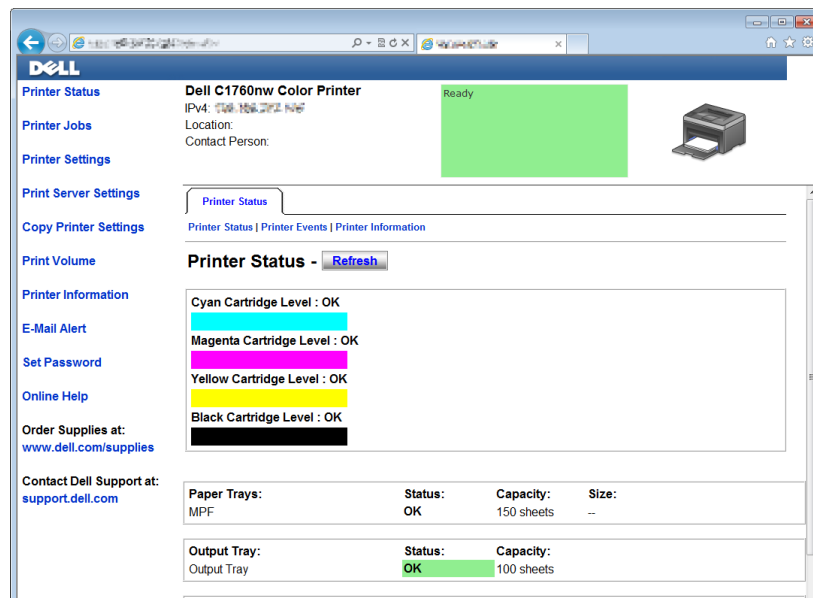 DELL
Printer Status
Printer Jobs
Printer Settings
Print Server Settings
Copy Printer Settings
Print Volume
Printer Information
E-Mail Alert
Set Password
Online Help
Order Supplies at:
www.dell.com/supplies
Contact Dell Support at:
support.dell.com
Dell C1760nw Color Printer
IPv4:
Location:
Contact Person:
Ready
Printer Status
Printer Status | Printer Events | Printer Information
Printer Status - Refresh
Cyan Cartridge Level : OK
Magenta Cartridge Level : OK
Yellow Cartridge Level : OK
Black Cartridge Level : OK
Paper Trays: Status: Capacity: Size:
MPF OK 150 sheets --
Output Tray: Status: Capacity:
Output Tray OK 100 sheets